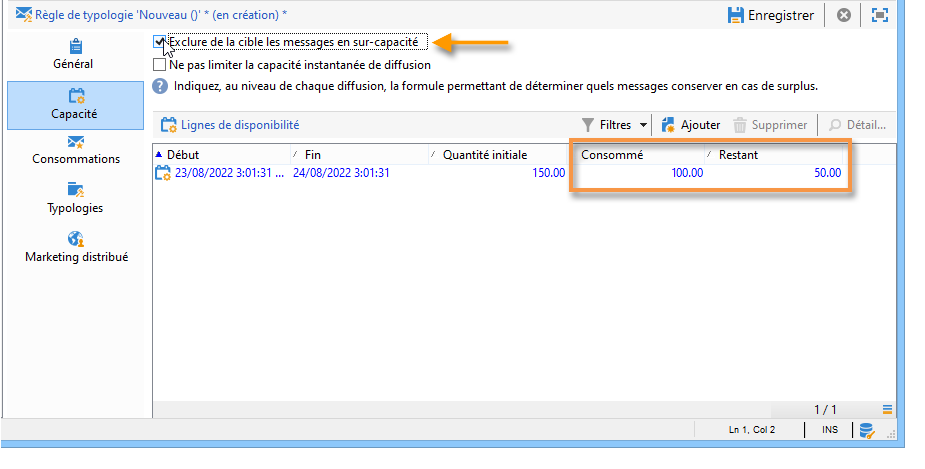 Règle de typologie 'Nouveau ()' * (en création) *
Enregistrer
Général
Capacité
Consommations
Typologies
Marketing distribué
Exclure de la cible les messages en sur-capacité
Ne pas limiter la capacité instantanée de diffusion
Indiquez, au niveau de chaque diffusion, la formule permettant de déterminer quels messages conserver en cas de surplus.
Lignes de disponibilité
Filtres Ajouter Supprimer Détail...
Début Fin Quantité initiale Consommé Restant
23/08/2022 3:01:31 ... 24/08/2022 3:01:31 150.00 100.00 50.00
1 / 1
Ln 1, Col 2 INS